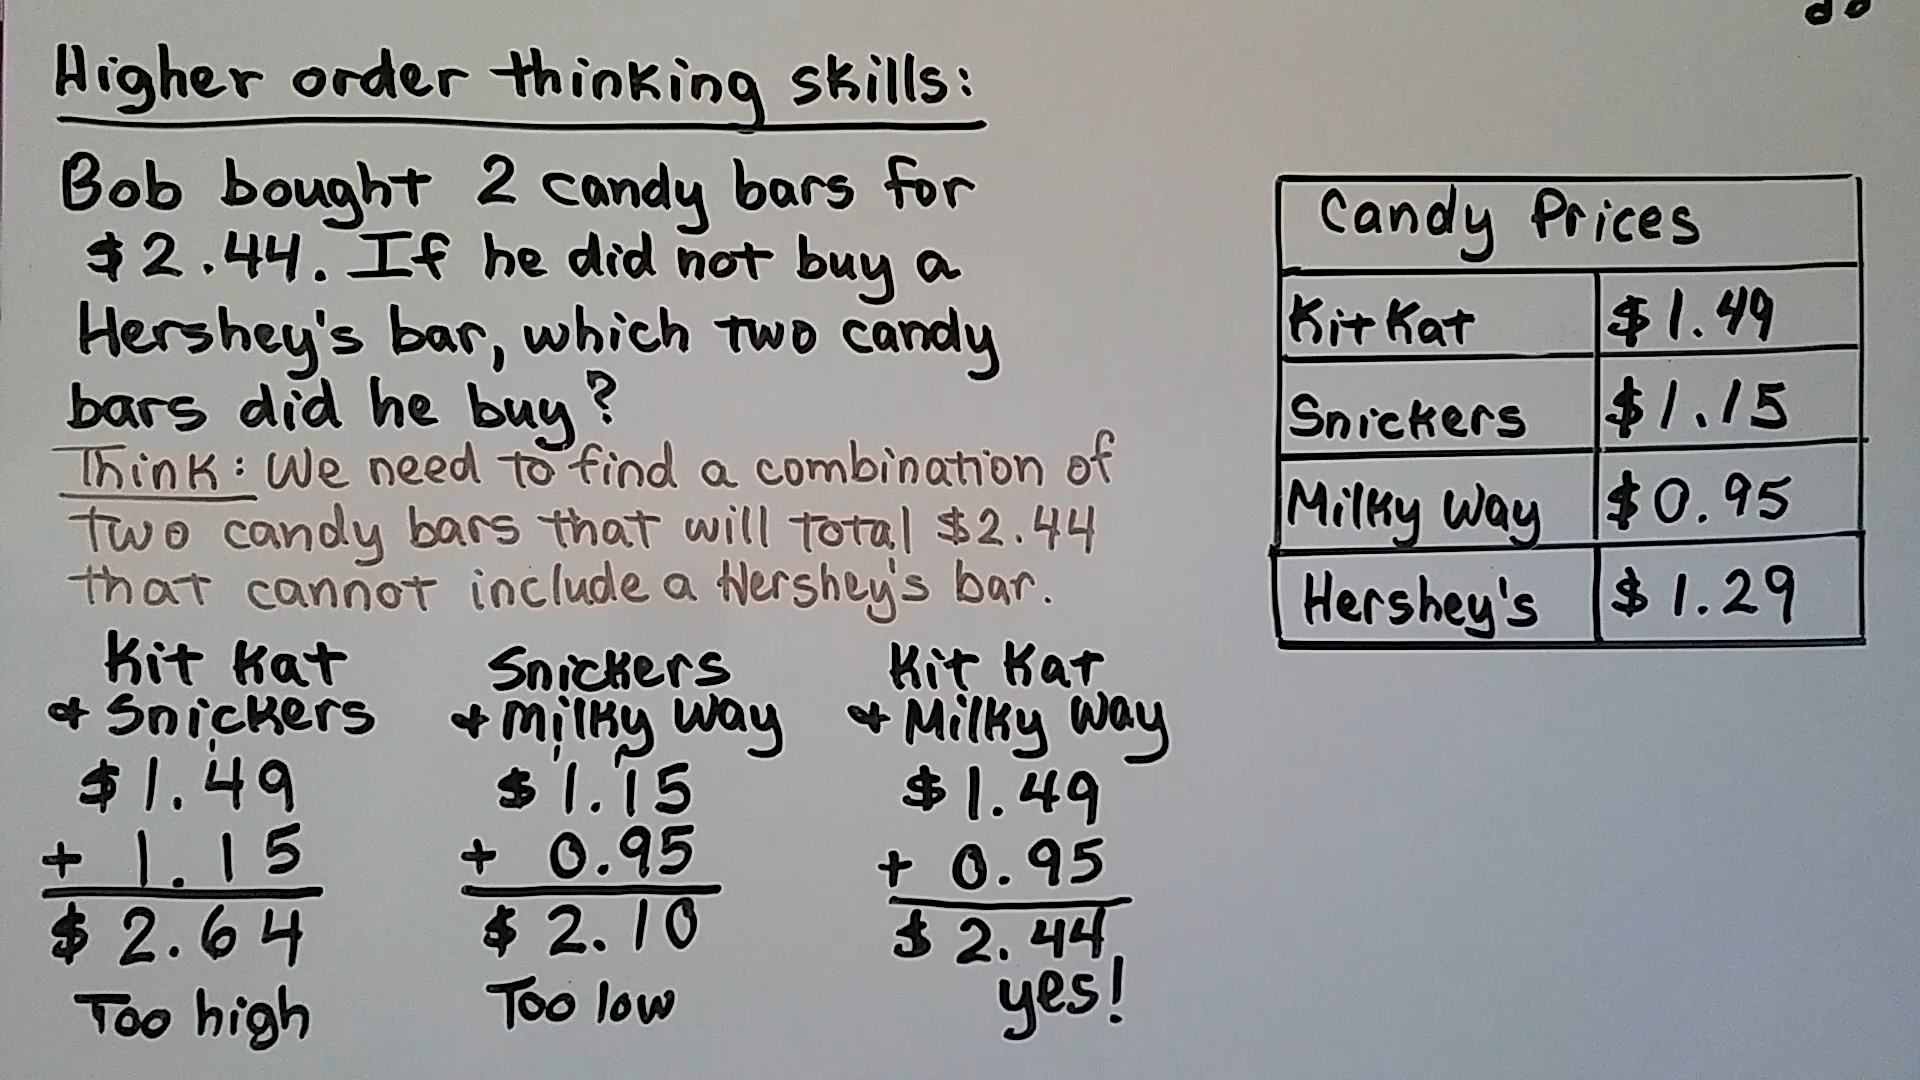 Higher order thinking skills:
Bob bought 2 candy bars for
$2.44. If he did not buy a
Hershey's bar, which two candy
bars did he buy?
Think: We need to find a combination of
two candy bars that will total $2.44
that cannot include a Hershey's bar.
Candy Prices
Kit Kat $1.49
Snickers $1.15
Milky Way $0.95
Hershey's $1.29
Kit Kat
& Snickers
1
$1.49
+ 1.15
$2.64
Too high
Snickers
& Milky Way
1 1
$1.15
+ 0.95
$2.10
Too low
Kit Kat
& Milky Way
$1.49
+ 0.95
$2.44
yes!